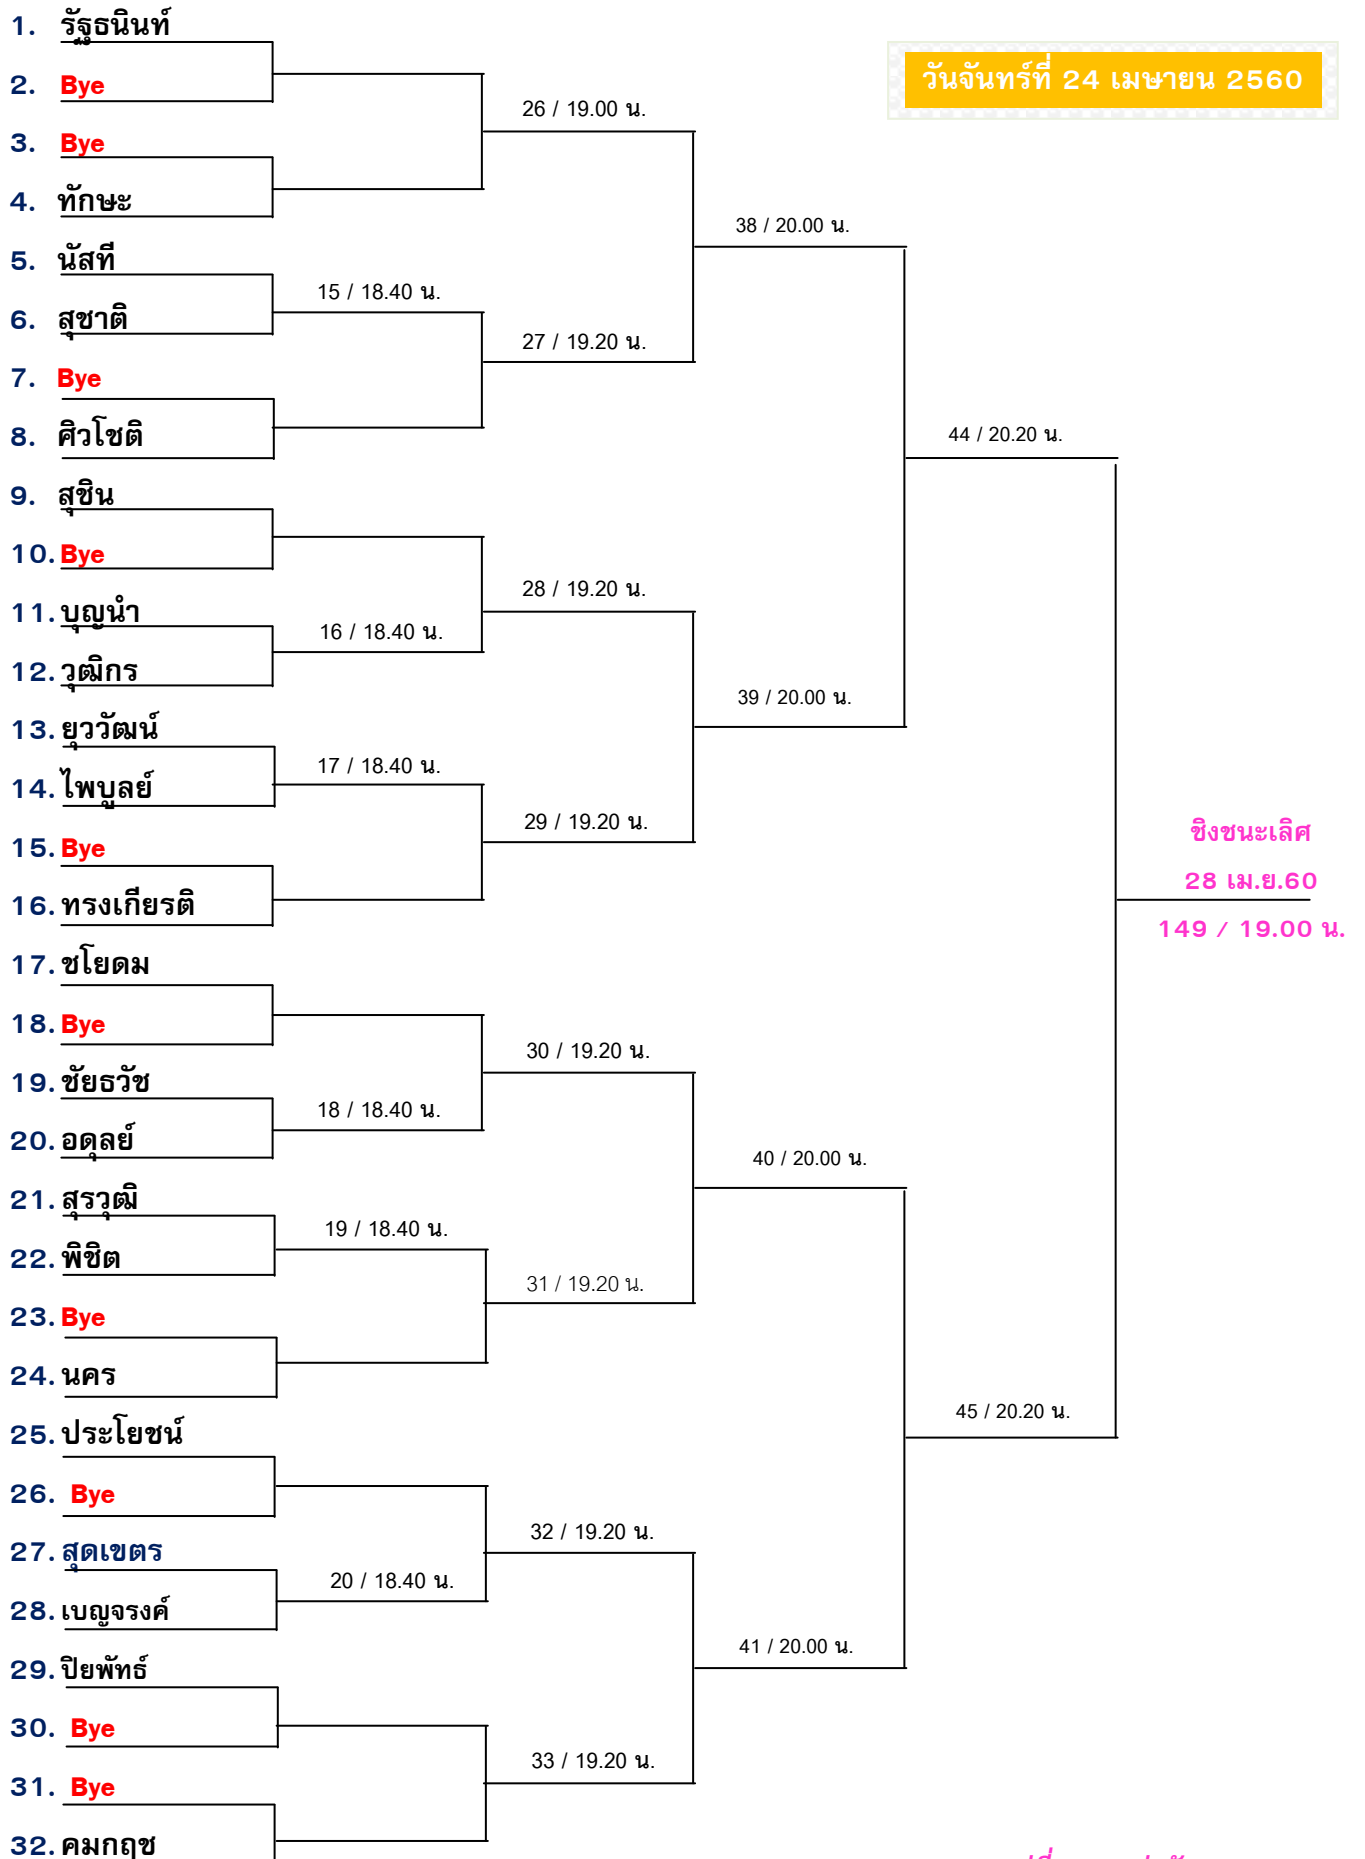 1. รัฐธนินท์
วันจันทร์ที่ 24 เมษายน 2560
2. Bye
26 / 19.00 น.
3. Bye
4. ทักษะ
38 / 20.00 น.
5. นัสที
15 / 18.40 น.
6. สุชาติ
27 / 19.20 น.
7. Bye
8. ศิวโชติ
44 / 20.20 น.
9. สุชิน
10. Bye
28 / 19.20 น.
11. บุญนำ
16 / 18.40 น.
12. วุฒิกร
39 / 20.00 น.
13. ยุววัฒน์
17 / 18.40 น.
14. ไพบูลย์
29 / 19.20 น.
ชิงชนะเลิศ
15. Bye
28 เม.ย.60
16. ทรงเกียรติ
149 / 19.00 น.
17. ชโยดม
18. Bye
30 / 19.20 น.
19. ชัยธวัช
18 / 18.40 น.
20. อดุลย์
40 / 20.00 น.
21. สุรวุฒิ
19 / 18.40 น.
22. พิชิต
31 / 19.20 น.
23. Bye
24. นคร
45 / 20.20 น.
25. ประโยชน์
26. Bye
32 / 19.20 น.
27. สุดเขตร
20 / 18.40 น.
28. เบญจรงค์
41 / 20.00 น.
29. ปิยพัทธ์
30. Bye
33 / 19.20 น.
31. Bye
32. คมกฤช